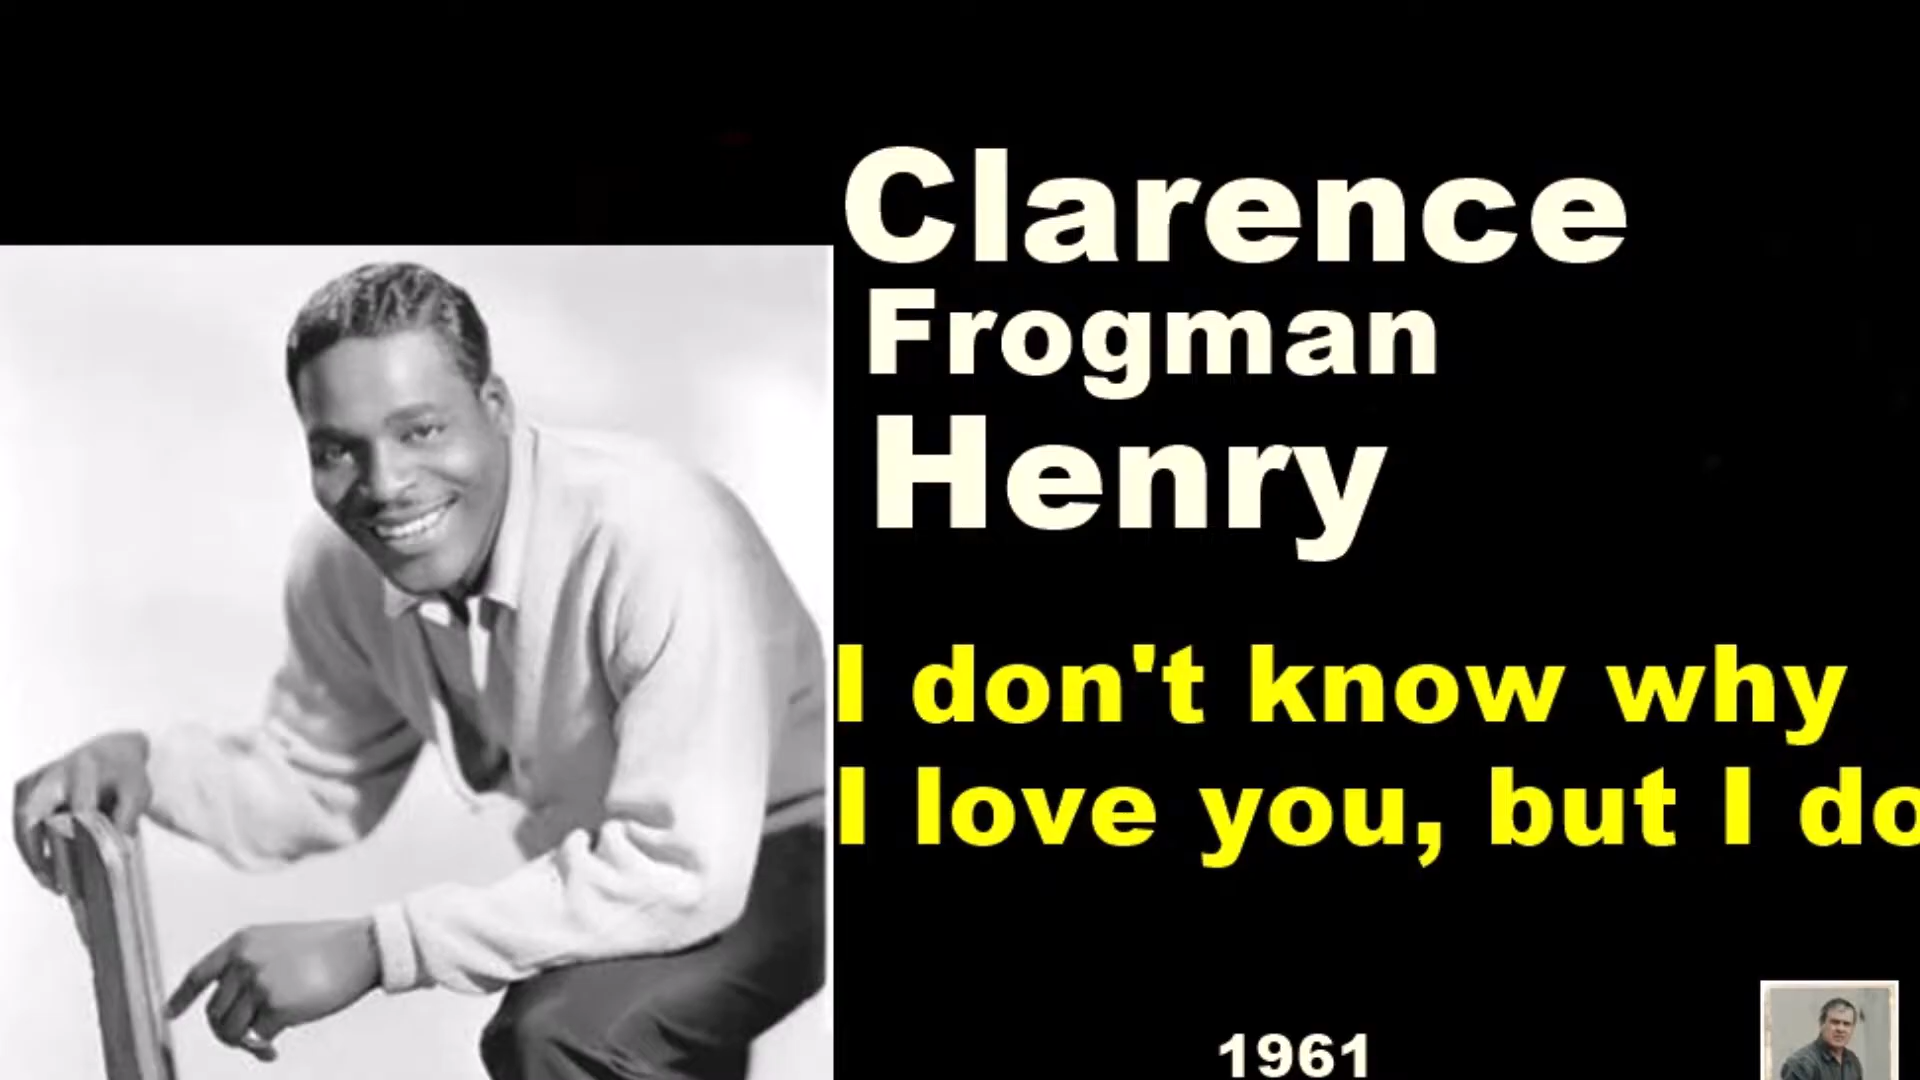 Clarence
Frogman
Henry
I don't know why
I love you, but I do
1961